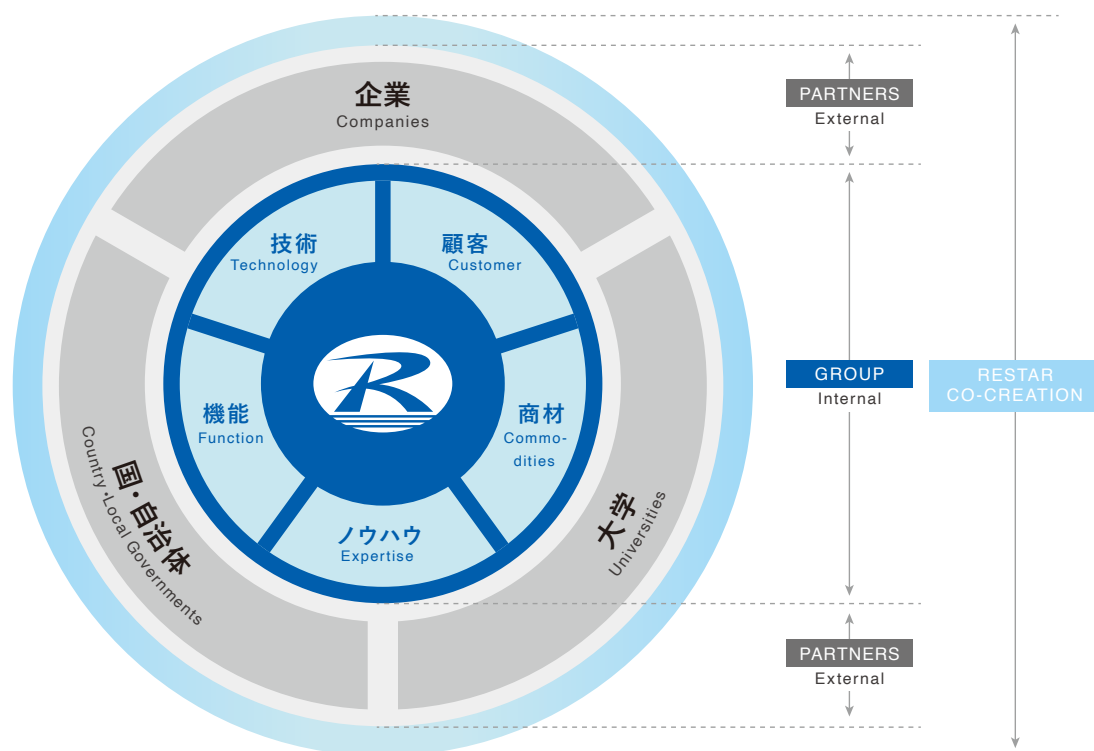 企業
Companies
技術
Technology
顧客
Customer
機能
Function
商材
Commo-
dities
ノウハウ
Expertise
国・自治体
Country・Local Governments
大学
Universities
PARTNERS
External
GROUP
Internal
RESTAR
CO-CREATION
PARTNERS
External